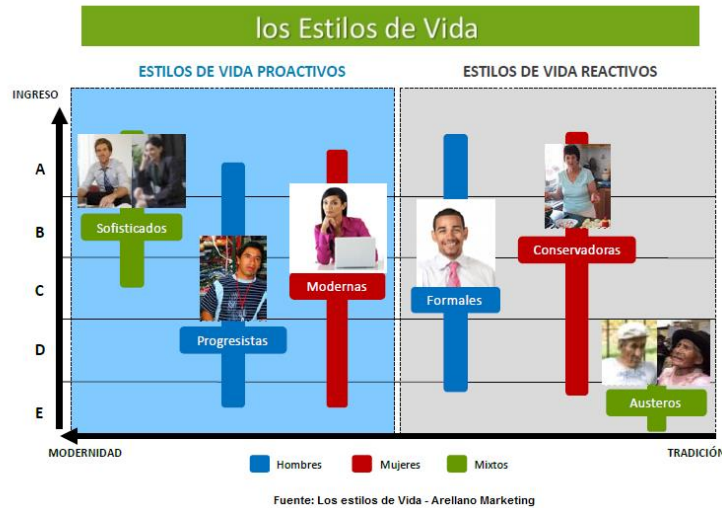 los Estilos de Vida
ESTILOS DE VIDA PROACTIVOS
ESTILOS DE VIDA REACTIVOS
INGRESO
A
B
C
D
E
Sofisticados
Progresistas
Modernas
Formales
Conservadoras
Austeros
MODERNIDAD
TRADICIÓN
Hombres
Mujeres
Mixtos
Fuente: Los estilos de Vida - Arellano Marketing